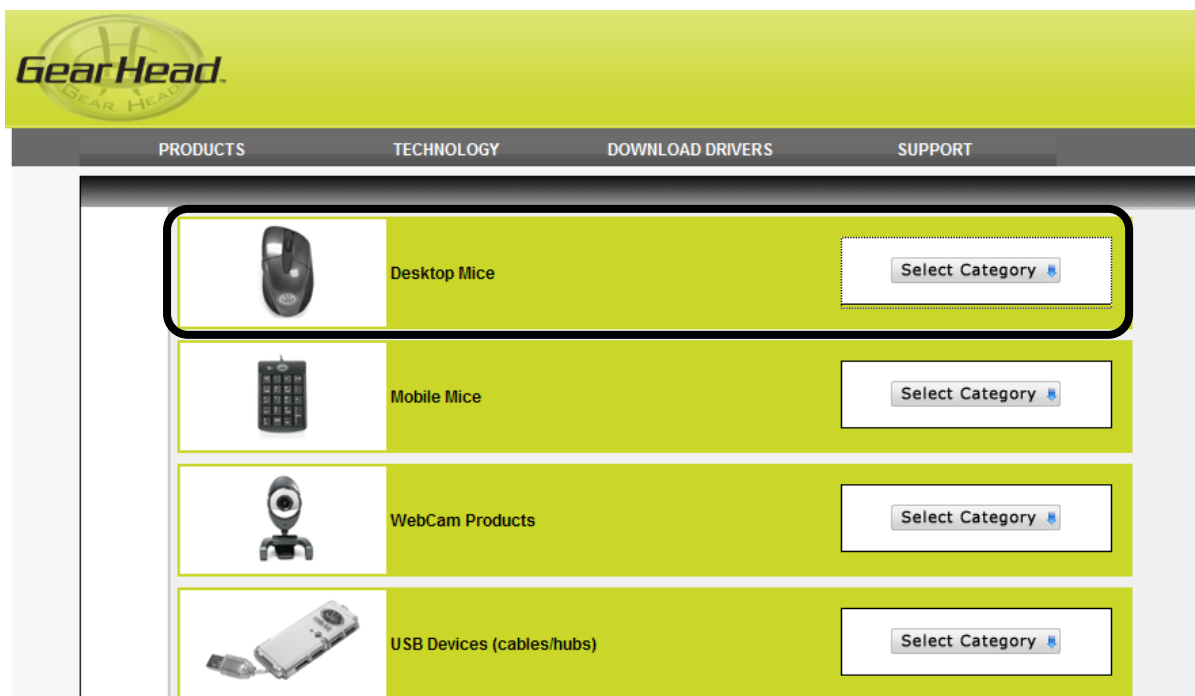 GearHead™
GEAR HEAD
PRODUCTS TECHNOLOGY DOWNLOAD DRIVERS SUPPORT
Desktop Mice Select Category
Mobile Mice Select Category
WebCam Products Select Category
USB Devices (cables/hubs) Select Category